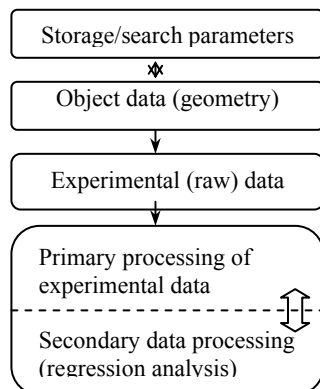 Storage/search parameters
Object data (geometry)
Experimental (raw) data
Primary processing of
experimental data
Secondary data processing
(regression analysis)